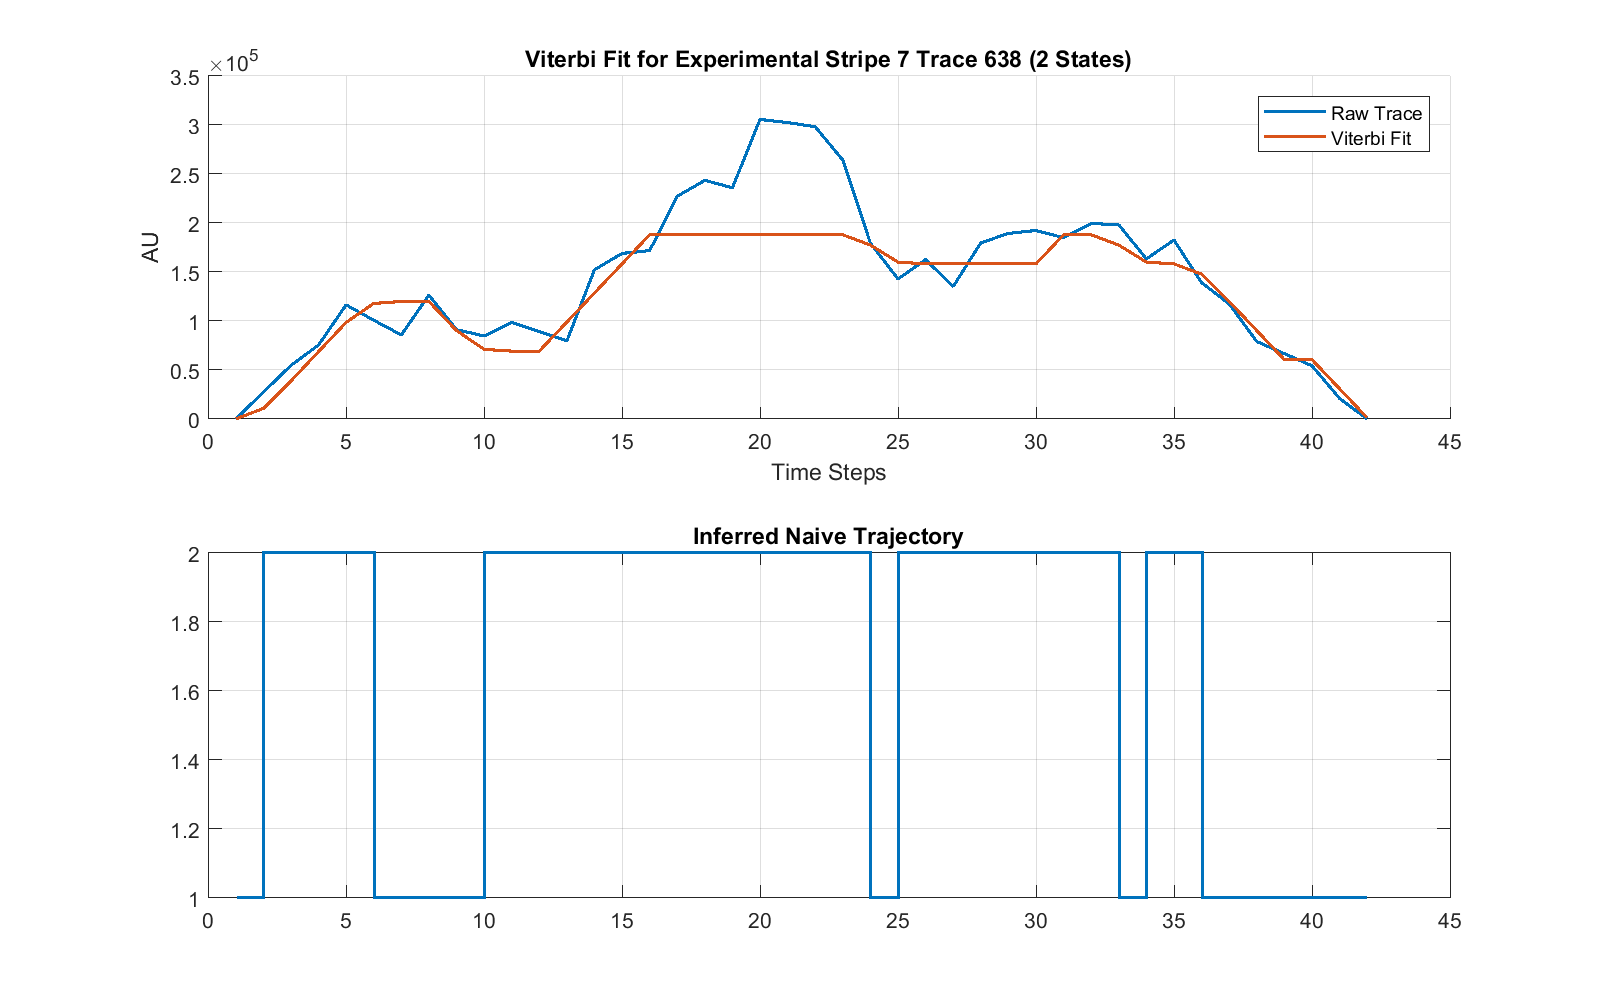 Viterbi Fit for Experimental Stripe 7 Trace 638 (2 States)
×10^5
3.5
3
2.5
2
1.5
1
0.5
0
AU
Raw Trace
Viterbi Fit
0 5 10 15 20 25 30 35 40 45
Time Steps
Inferred Naive Trajectory
2
1.8
1.6
1.4
1.2
1
0 5 10 15 20 25 30 35 40 45